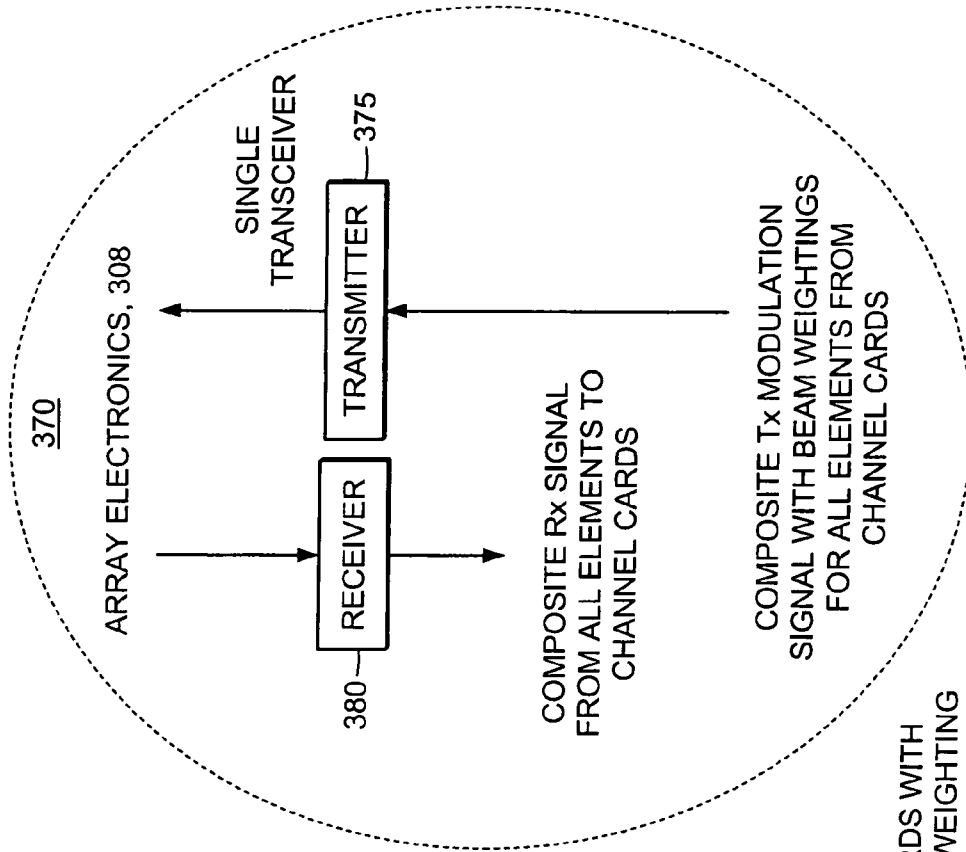 370
ARRAY ELECTRONICS, 308
SINGLE
TRANSCEIVER
RECEIVER
380
TRANSMITTER
375
COMPOSITE Rx SIGNAL
FROM ALL ELEMENTS TO
CHANNEL CARDS
COMPOSITE Tx MODULATION
SIGNAL WITH BEAM WEIGHTINGS
FOR ALL ELEMENTS FROM
CHANNEL CARDS
RDS WITH
WEIGHTING